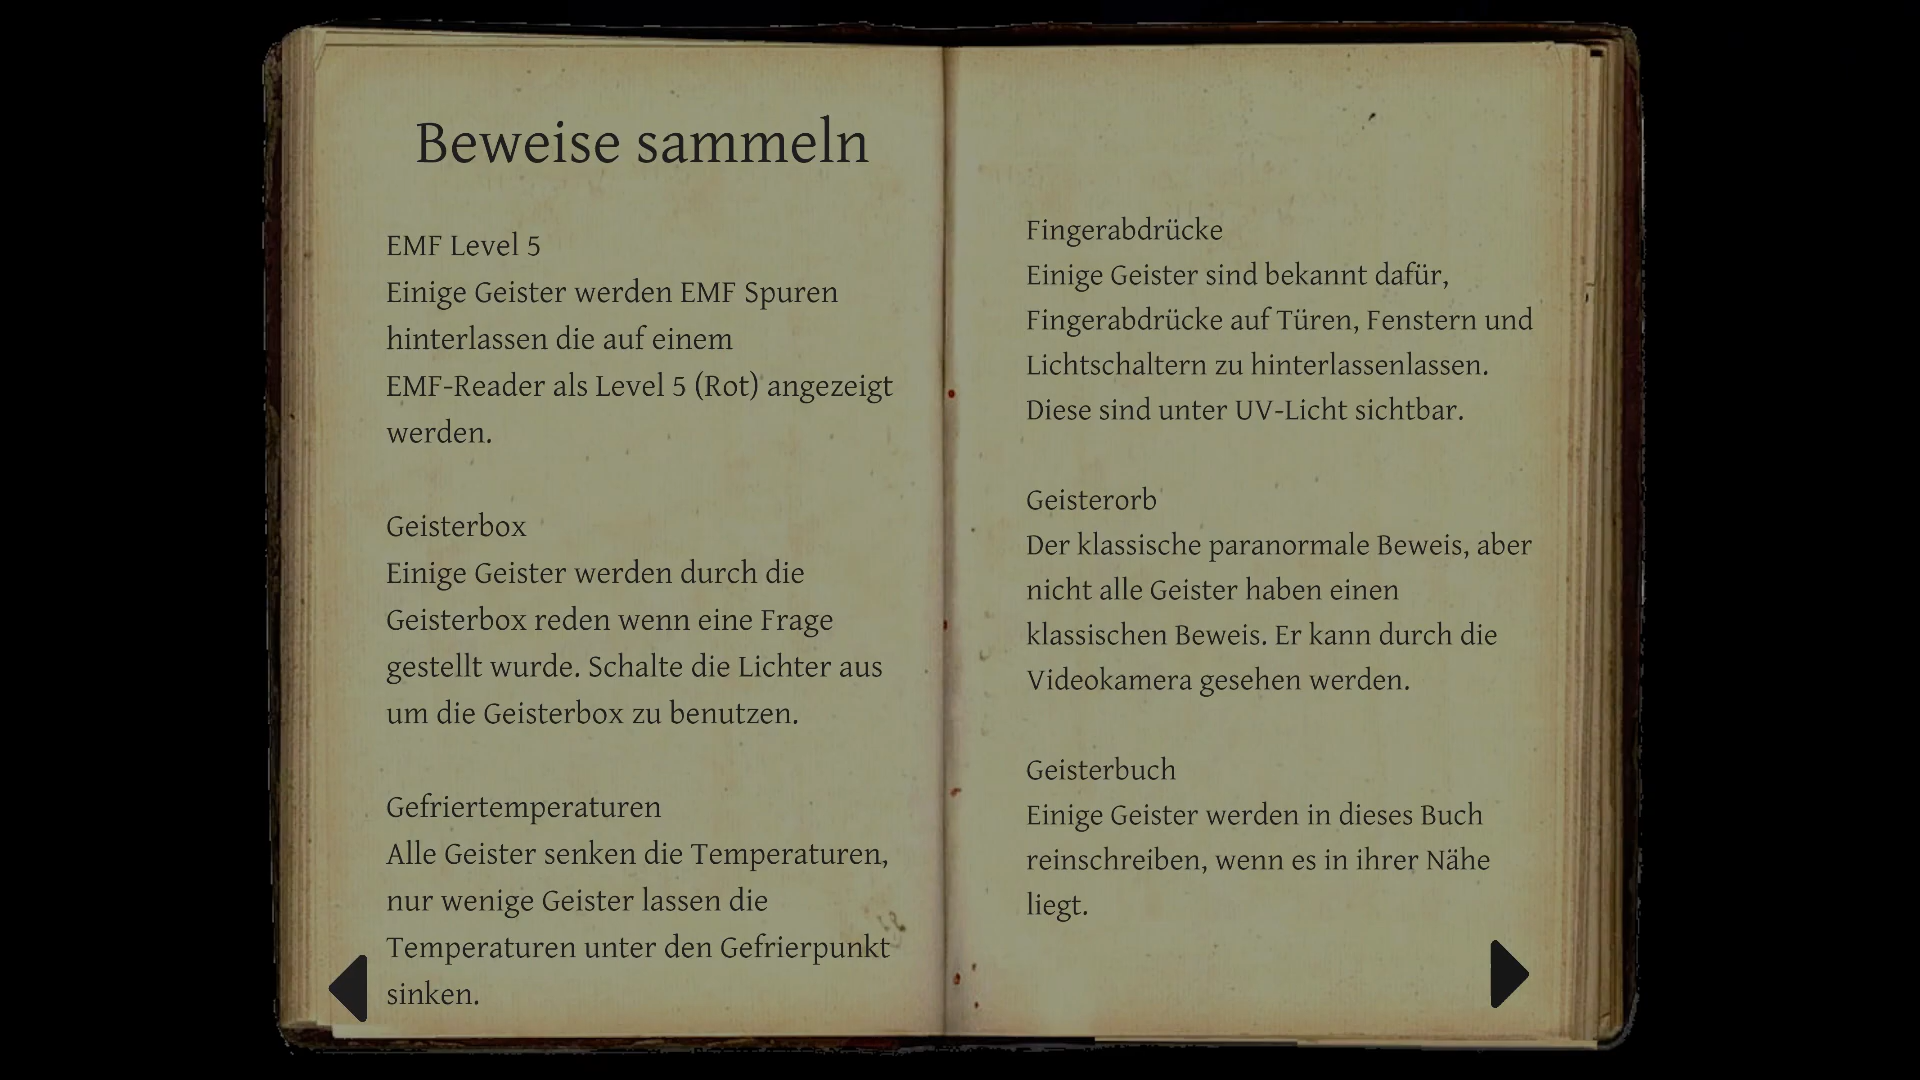 Beweise sammeln
EMF Level 5
Einige Geister werden EMF Spuren
hinterlassen die auf einem
EMF-Reader als Level 5 (Rot) angezeigt
werden.
Geisterbox
Einige Geister werden durch die
Geisterbox reden wenn eine Frage
gestellt wurde. Schalte die Lichter aus
um die Geisterbox zu benutzen.
Gefriertemperaturen
Alle Geister senken die Temperaturen,
nur wenige Geister lassen die
Temperaturen unter den Gefrierpunkt
sinken.
Fingerabdrücke
Einige Geister sind bekannt dafür,
Fingerabdrücke auf Türen, Fenstern und
Lichtschaltern zu hinterlassenlassen.
Diese sind unter UV-Licht sichtbar.
Geisterorb
Der klassische paranormale Beweis, aber
nicht alle Geister haben einen
klassischen Beweis. Er kann durch die
Videokamera gesehen werden.
Geisterbuch
Einige Geister werden in dieses Buch
reinschreiben, wenn es in ihrer Nähe
liegt.